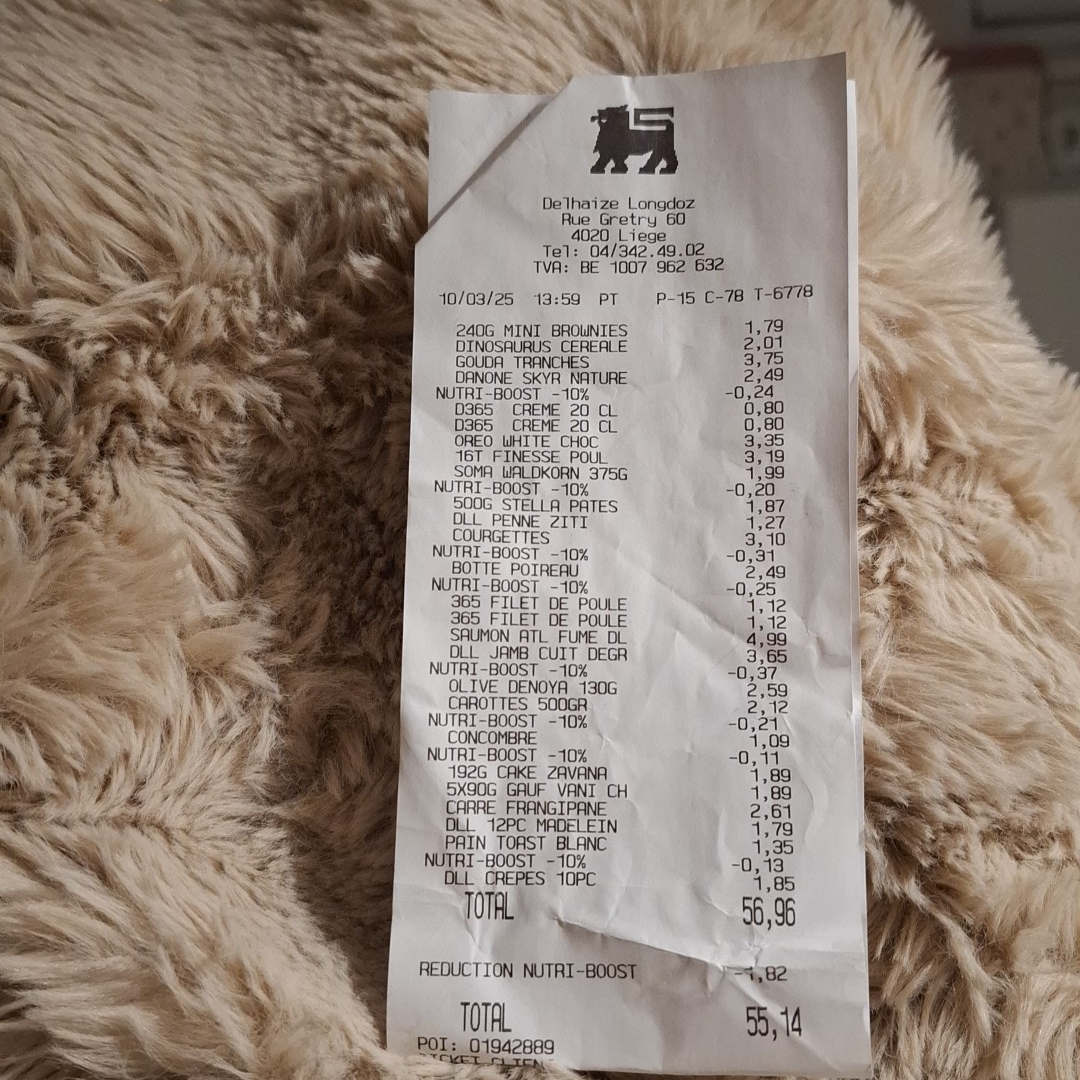 Delhaize Longdoz
Rue Gretry 60
4020 Liege
Tel: 04/342.49.02
TVA: BE 1007 962 632
10/03/25 13:59 PT P-15 C-78 T-6778
240G MINI BROWNIES 1,79
DINOSAURUS CEREALE 2,01
GOUDA TRANCHES 3,75
DANONE SKYR NATURE 2,49
NUTRI-BOOST -10% -0,24
D365 CREME 20 CL 0,80
D365 CREME 20 CL 0,80
OREO WHITE CHOC 3,35
16T FINESSE POUL 3,19
SOMA WALDKORN 375G 1,99
NUTRI-BOOST -10% -0,20
500G STELLA PATES 1,87
DLL PENNE ZITI 1,27
COURGETTES 3,10
NUTRI-BOOST -10% -0,31
BOTTE POIREAU 2,49
NUTRI-BOOST -10% -0,25
365 FILET DE POULE 1,12
365 FILET DE POULE 1,12
SAUMON ATL FUME DL 4,99
DLL JAMB CUIT DEGR 3,65
NUTRI-BOOST -10% -0,37
OLIVE DENOYA 130G 2,59
CAROTTES 500GR 2,12
NUTRI-BOOST -10% -0,21
CONCOMBRE 1,09
NUTRI-BOOST -10% -0,11
192G CAKE ZAVANA 1,89
5X90G GAUF VANI CH 1,89
CARRE FRANGIPANE 2,61
DLL 12PC MADELEIN 1,79
PAIN TOAST BLANC 1,35
NUTRI-BOOST -10% -0,13
DLL CREPES 10PC 1,85
TOTAL 56,96
REDUCTION NUTRI-BOOST -1,82
TOTAL 55,14
POI: 01942889
TICKET CLIENT